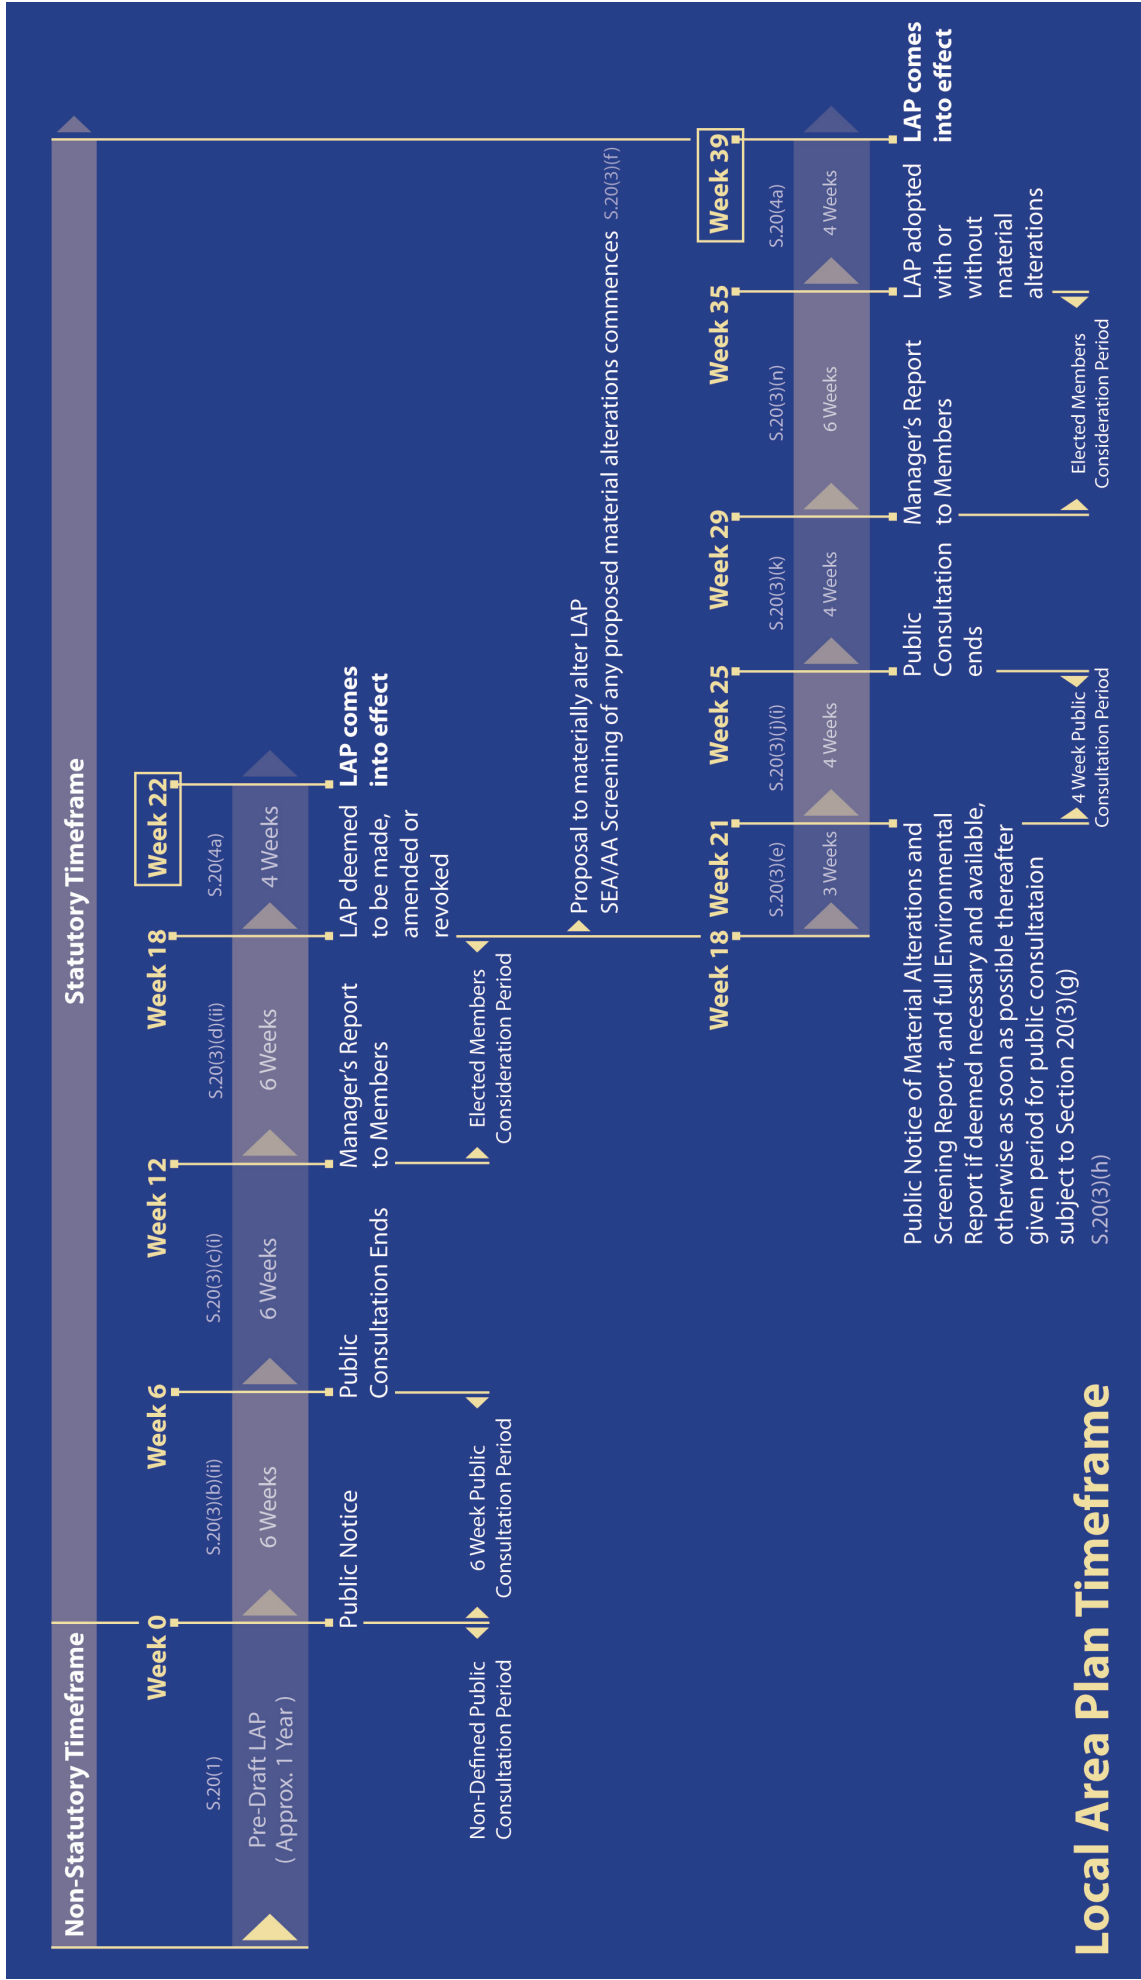 Non-Statutory Timeframe
Statutory Timeframe
Week 0
Week 6
Week 12
Week 18
Week 22
S.20(1)
S.20(3)(b)(ii)
S.20(3)(c)(i)
S.20(3)(d)(ii)
S.20(4a)
Pre-Draft LAP
( Approx. 1 Year )
6 Weeks
6 Weeks
6 Weeks
4 Weeks
Public Notice
Public
Consultation Ends
Manager's Report
to Members
LAP deemed
to be made,
amended or
revoked
LAP comes
into effect
Non-Defined Public
Consultation Period
6 Week Public
Consultation Period
Elected Members
Consideration Period
Proposal to materially alter LAP
SEA/AA Screening of any proposed material alterations commences S.20(3)(f)
Week 18
Week 21
Week 25
Week 29
Week 35
Week 39
S.20(3)(e)
S.20(3)(j)(i)
S.20(3)(k)
S.20(3)(n)
S.20(4a)
3 Weeks
4 Weeks
4 Weeks
6 Weeks
4 Weeks
Public Notice of Material Alterations and
Screening Report, and full Environmental
Report if deemed necessary and available,
otherwise as soon as possible thereafter
given period for public consultataion
subject to Section 20(3)(g)
S.20(3)(h)
Public
Consultation
ends
Manager's Report
to Members
LAP adopted
with or
without
material
alterations
LAP comes
into effect
4 Week Public
Consultation Period
Elected Members
Consideration Period
Local Area Plan Timeframe